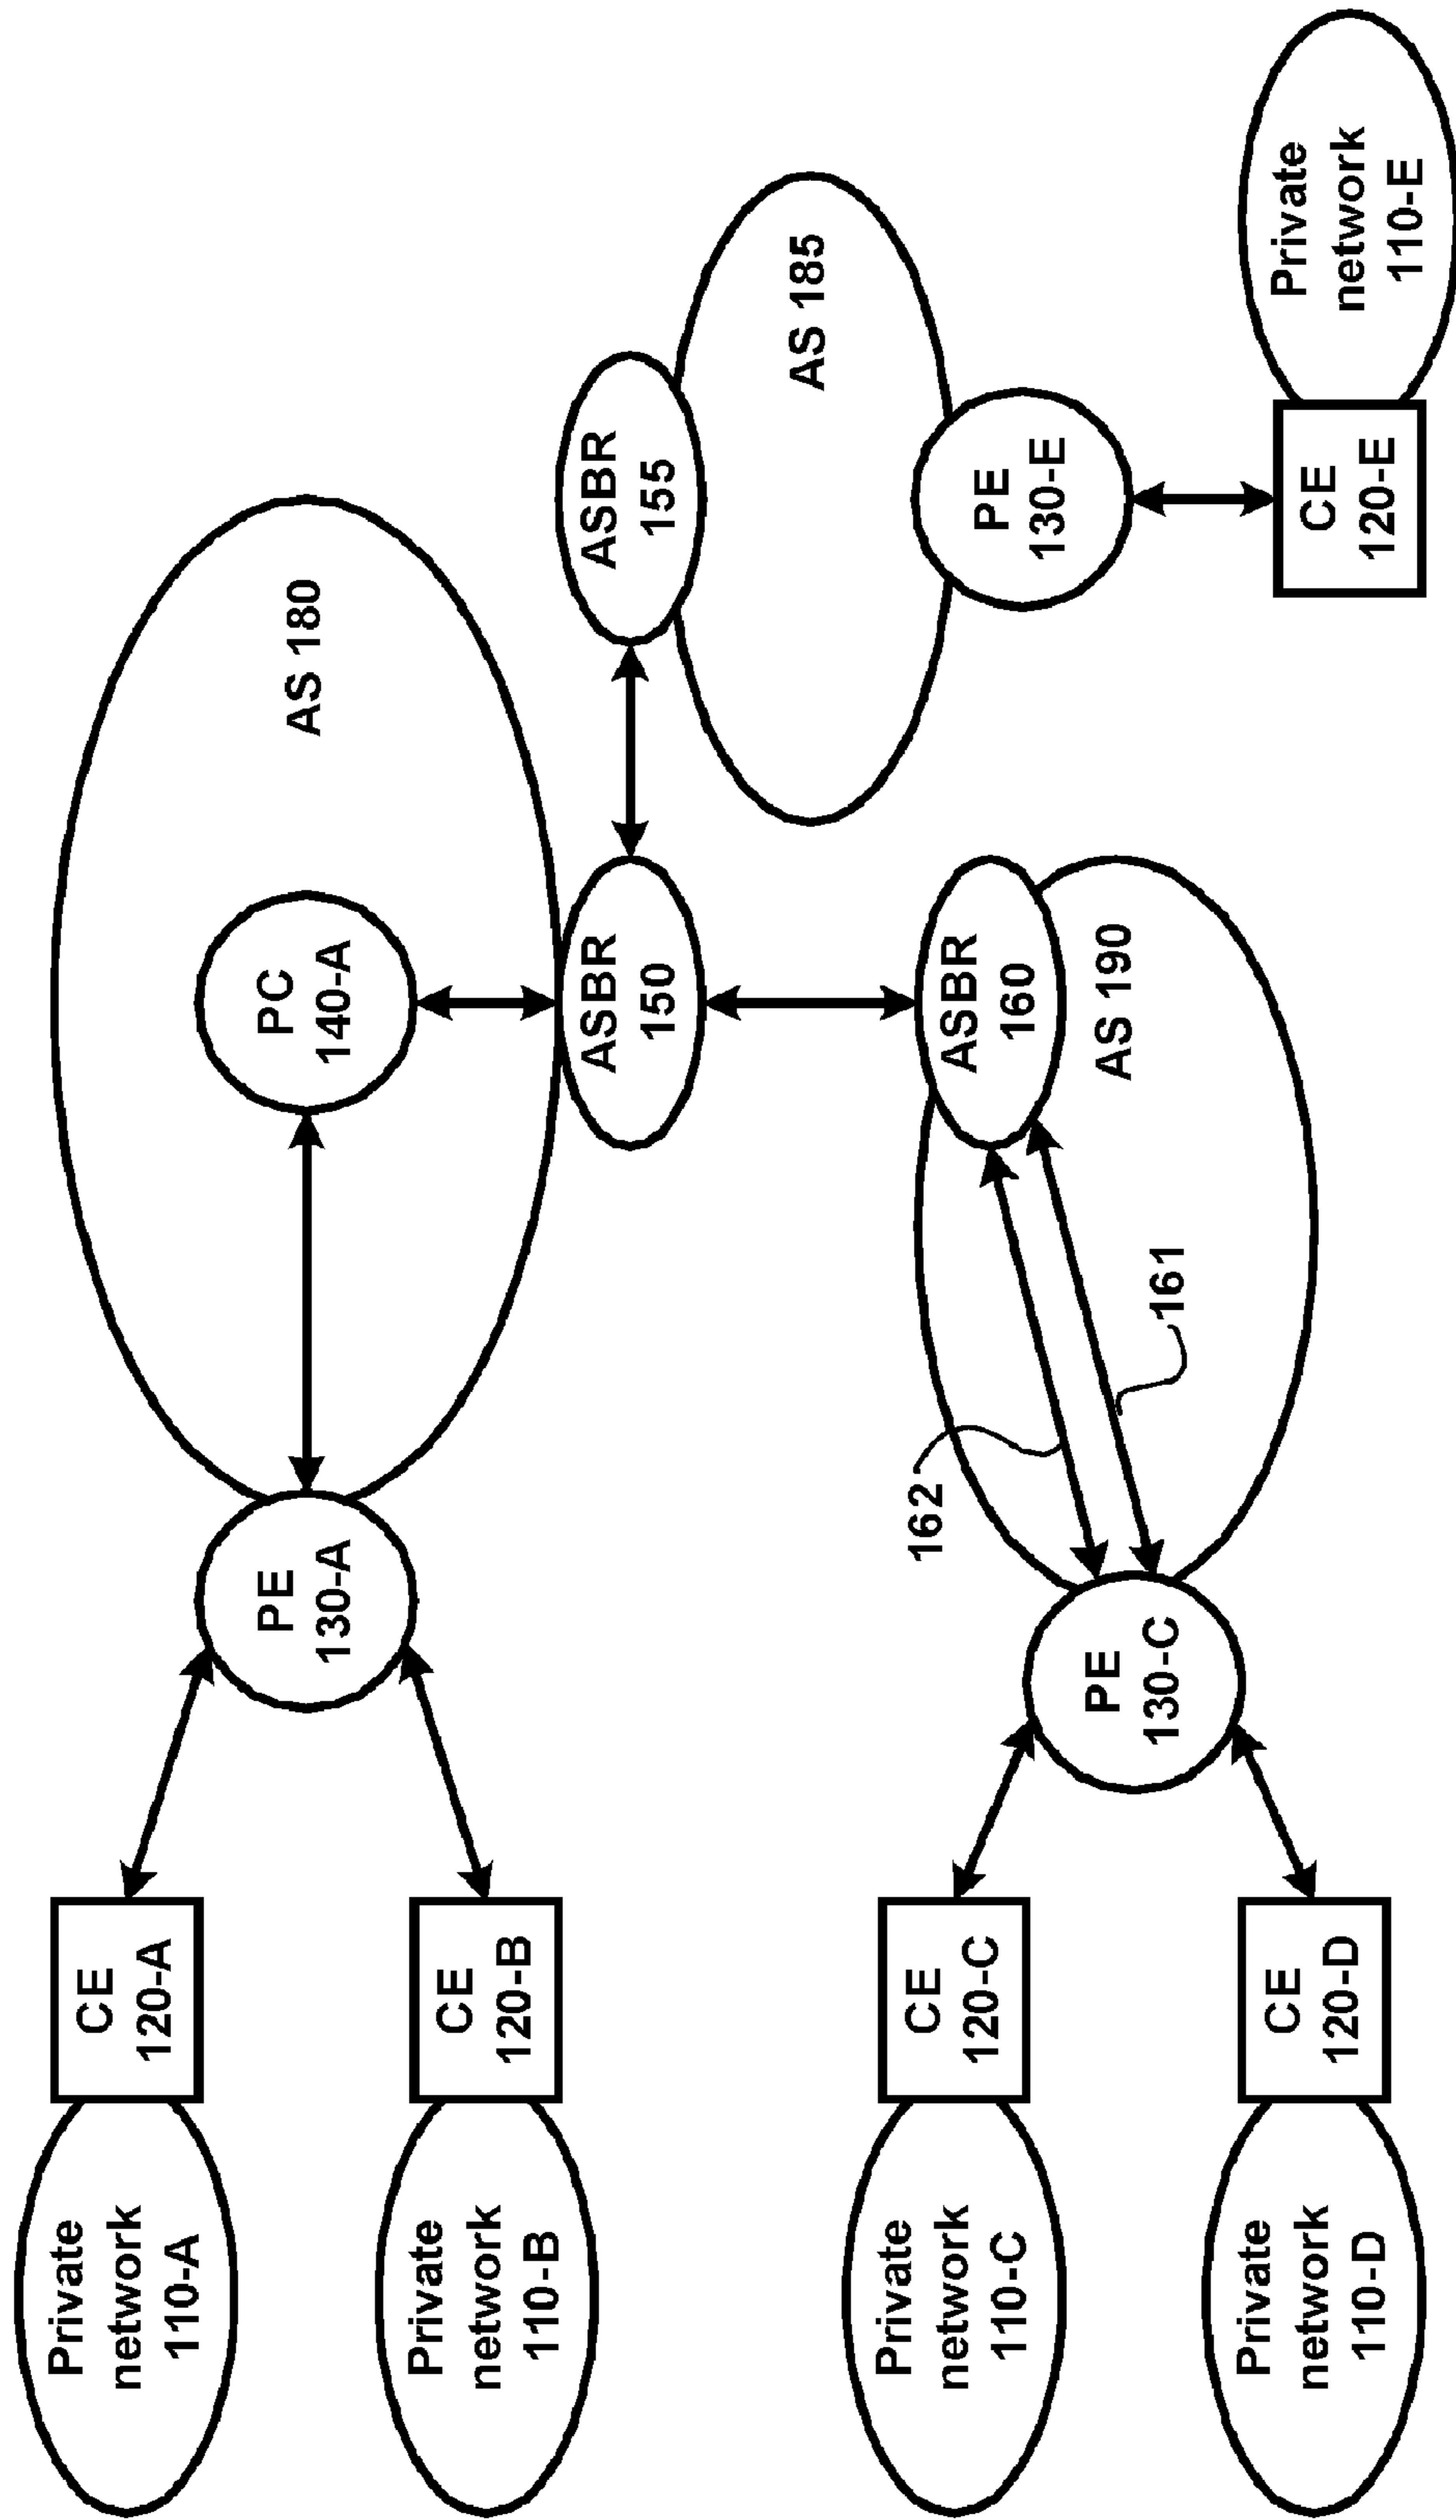 Private
network
110-A
CE
120-A
PE
130-A
PC
140-A
AS 180
Private
network
110-B
CE
120-B
ASBR
150
ASBR
155
AS 185
Private
network
110-C
CE
120-C
PE
130-C
162
161
ASBR
160
AS 190
PE
130-E
Private
network
110-D
CE
120-D
CE
120-E
Private
network
110-E